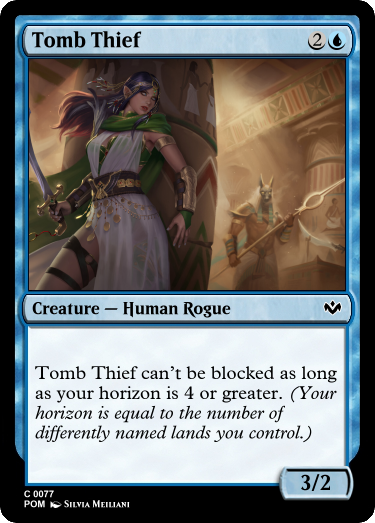 Tomb Thief 2
Creature — Human Rogue
Tomb Thief can't be blocked as long
as your horizon is 4 or greater. (Your
horizon is equal to the number of
differently named lands you control.)
3/2
C 0077
POM Silvia Meiliani